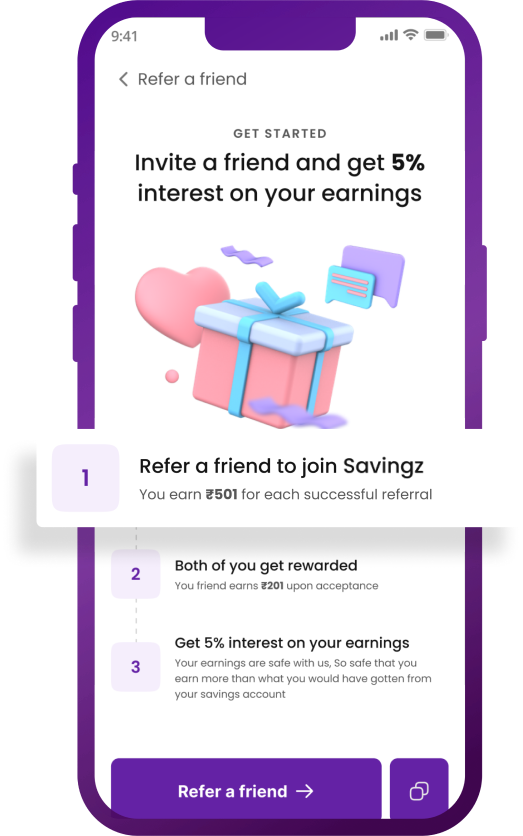 9:41
Refer a friend
GET STARTED
Invite a friend and get 5%
interest on your earnings
1
Refer a friend to join Savingz
You earn ₹501 for each successful referral
2
Both of you get rewarded
You friend earns ₹201 upon acceptance
3
Get 5% interest on your earnings
Your earnings are safe with us, So safe that you
earn more than what you would have gotten from
your savings account
Refer a friend →